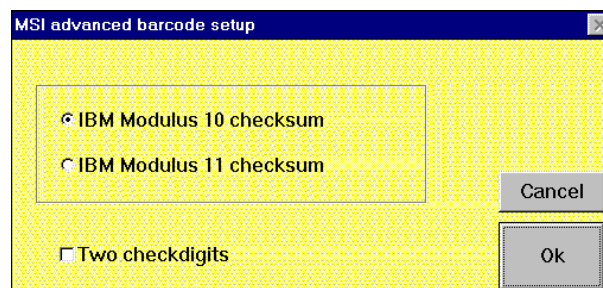 MSI advanced barcode setup
IBM Modulus 10 checksum
IBM Modulus 11 checksum
Cancel
Two checkdigits
Ok